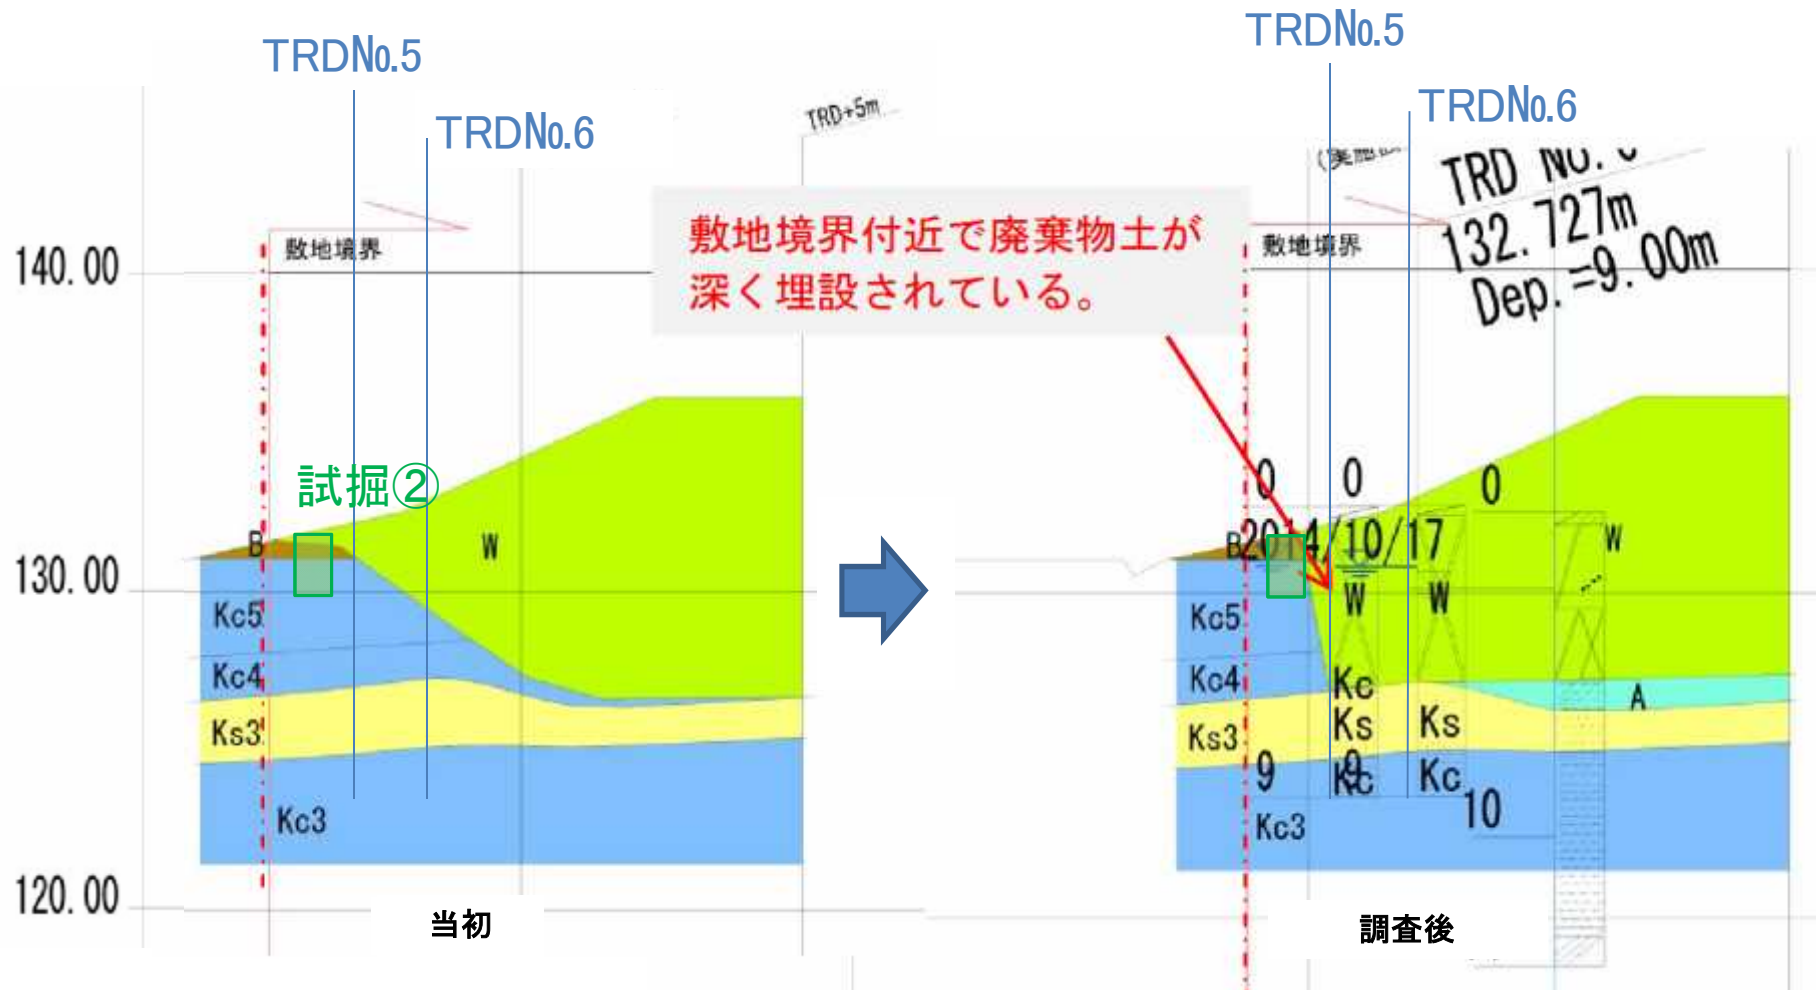 TRD№.5
TRD№.6
TRD+5m
敷地境界
140.00
130.00
120.00
試掘②
B
W
Kc5
Kc4
Ks3
Kc3
当初
敷地境界付近で廃棄物土が
深く埋設されている。
TRD№.5
TRD№.6
132.727m
Dep.=9.00m
敷地境界
0
0
0
B
2014/10/17
W
W
W
Kc5
Kc4
Kc
A
Ks3
Ks
Ks
9
9
Kc
Kc
10
Kc3
調査後